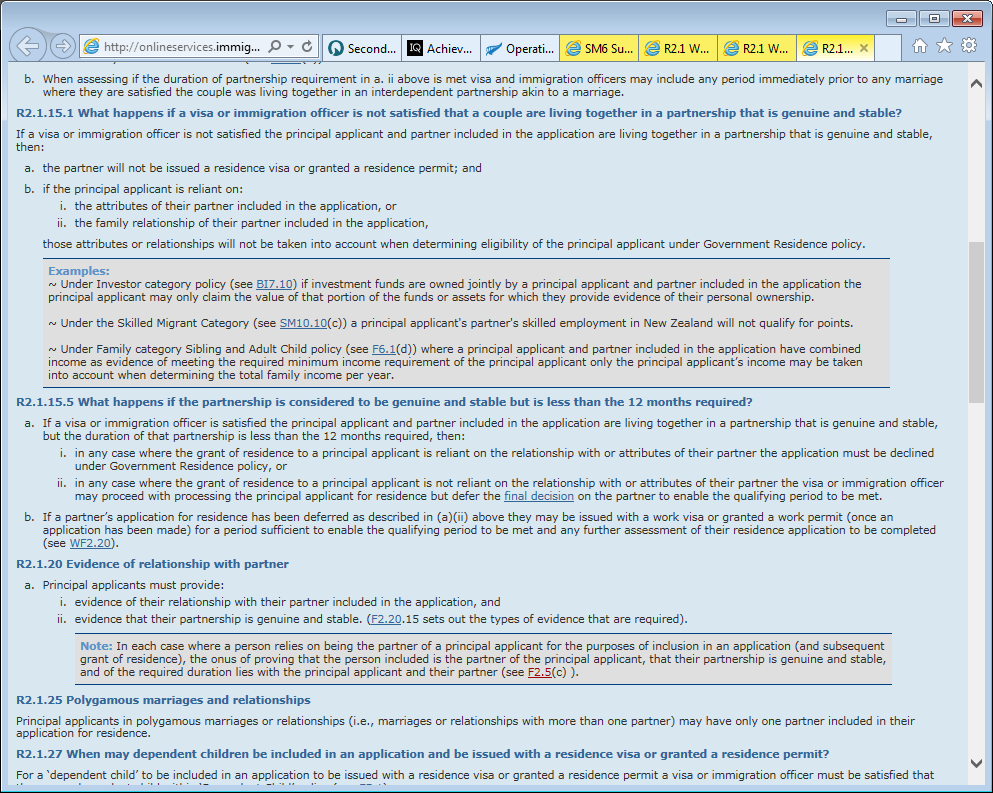 http://onlineservices.immig...
Second...
IQ Achiev...
Operati...
SM6 Su...
R2.1 W...
R2.1 W...
R2.1...
b. When assessing if the duration of partnership requirement in a. ii above is met visa and immigration officers may include any period immediately prior to any marriage
where they are satisfied the couple was living together in an interdependent partnership akin to a marriage.
R2.1.15.1 What happens if a visa or immigration officer is not satisfied that a couple are living together in a partnership that is genuine and stable?
If a visa or immigration officer is not satisfied the principal applicant and partner included in the application are living together in a partnership that is genuine and stable,
then:
a. the partner will not be issued a residence visa or granted a residence permit; and
b. if the principal applicant is reliant on:
i. the attributes of their partner included in the application, or
ii. the family relationship of their partner included in the application,
those attributes or relationships will not be taken into account when determining eligibility of the principal applicant under Government Residence policy.
Examples:
~ Under Investor category policy (see BI7.10) if investment funds are owned jointly by a principal applicant and partner included in the application the
principal applicant may only claim the value of that portion of the funds or assets for which they provide evidence of their personal ownership.
~ Under the Skilled Migrant Category (see SM10.10(c)) a principal applicant's partner's skilled employment in New Zealand will not qualify for points.
~ Under Family category Sibling and Adult Child policy (see F6.1(d)) where a principal applicant and partner included in the application have combined
income as evidence of meeting the required minimum income requirement of the principal applicant only the principal applicant's income may be taken
into account when determining the total family income per year.
R2.1.15.5 What happens if the partnership is considered to be genuine and stable but is less than the 12 months required?
a. If a visa or immigration officer is satisfied the principal applicant and partner included in the application are living together in a partnership that is genuine and stable,
but the duration of that partnership is less than the 12 months required, then:
i. in any case where the grant of residence to a principal applicant is reliant on the relationship with or attributes of their partner the application must be declined
under Government Residence policy, or
ii. in any case where the grant of residence to a principal applicant is not reliant on the relationship with or attributes of their partner the visa or immigration officer
may proceed with processing the principal applicant for residence but defer the final decision on the partner to enable the qualifying period to be met.
b. If a partner's application for residence has been deferred as described in (a)(ii) above they may be issued with a work visa or granted a work permit (once an
application has been made) for a period sufficient to enable the qualifying period to be met and any further assessment of their residence application to be completed
(see WF2.20).
R2.1.20 Evidence of relationship with partner
a. Principal applicants must provide:
i. evidence of their relationship with their partner included in the application, and
ii. evidence that their partnership is genuine and stable. (F2.20.15 sets out the types of evidence that are required).
Note: In each case where a person relies on being the partner of a principal applicant for the purposes of inclusion in an application (and subsequent
grant of residence), the onus of proving that the person included is the partner of the principal applicant, that their partnership is genuine and stable,
and of the required duration lies with the principal applicant and their partner (see F2.5(c) ).
R2.1.25 Polygamous marriages and relationships
Principal applicants in polygamous marriages or relationships (i.e., marriages or relationships with more than one partner) may have only one partner included in their
application for residence.
R2.1.27 When may dependent children be included in an application and be issued with a residence visa or granted a residence permit?
For a 'dependent child' to be included in an application to be issued with a residence visa or granted a residence permit a visa or immigration officer must be satisfied that